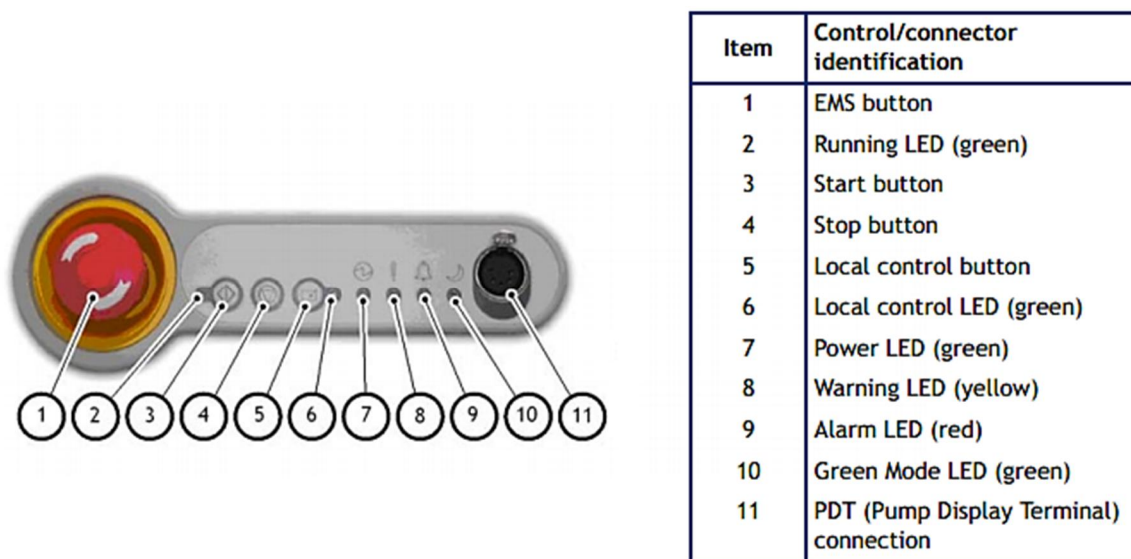 Item Control/connector
identification
1 EMS button
2 Running LED (green)
3 Start button
4 Stop button
5 Local control button
6 Local control LED (green)
7 Power LED (green)
8 Warning LED (yellow)
9 Alarm LED (red)
10 Green Mode LED (green)
11 PDT (Pump Display Terminal)
connection
1 2 3 4 5 6 7 8 9 10 11